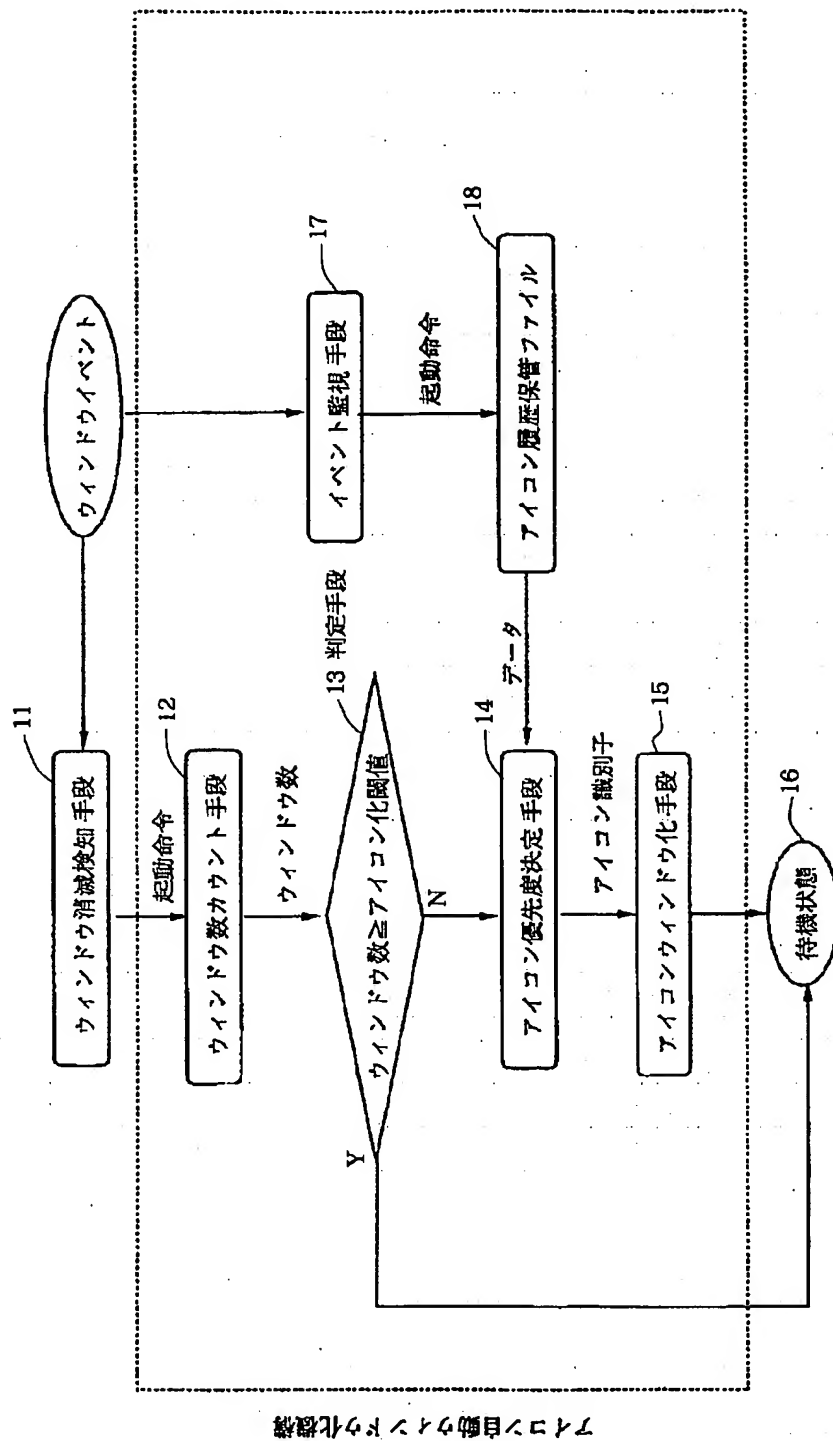 ウィンドウイベント
11
ウィンドウ消滅検知手段
起動命令
12
ウィンドウ数カウント手段
ウィンドウ数
13 判定手段
ウィンドウ数≧アイコン化閾値
Y
N
17
イベント監視手段
起動命令
18
アイコン履歴保管ファイル
データ
14
アイコン優先度決定手段
アイコン識別子
15
アイコンウィンドウ化手段
16
待機状態
アイコン自動ウィンドウ化機構